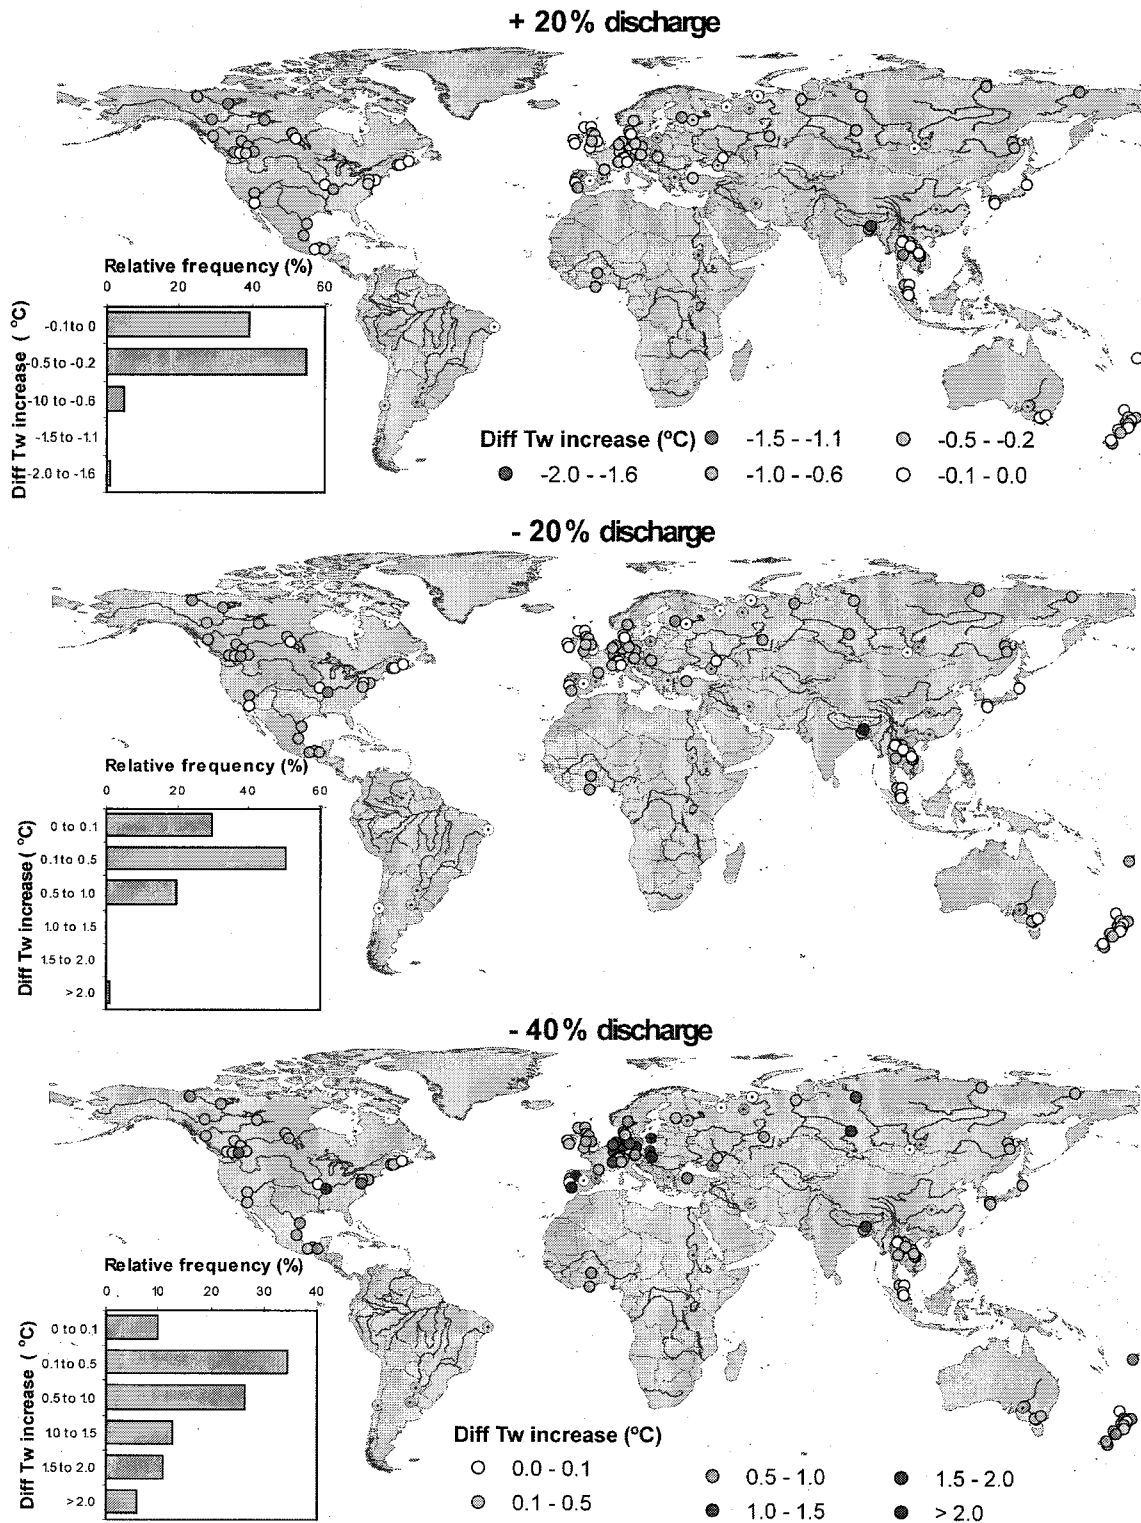 + 20% discharge
Relative frequency (%)
0 20 40 60
Diff Tw increase ( °C)
-0.1 to 0
-0.5 to -0.2
-10 to -0.6
-1.5 to -1.1
-2.0 to -1.6
Diff Tw increase (ºC)
-2.0 - -1.6
-1.5 - -1.1
-1.0 - -0.6
-0.5 - -0.2
-0.1 - 0.0
- 20% discharge
Relative frequency (%)
0 20 40 60
Diff Tw increase ( °C)
0 to 0.1
0.1 to 0.5
0.5 to 1.0
1.0 to 1.5
1.5 to 2.0
> 2.0
- 40% discharge
Relative frequency (%)
0 10 20 30 40
Diff Tw increase ( °C)
0 to 0.1
0.1 to 0.5
0.5 to 10
10 to 1.5
1.5 to 2.0
> 2.0
Diff Tw increase (ºC)
0.0 - 0.1
0.1 - 0.5
0.5 - 1.0
1.0 - 1.5
1.5 - 2.0
> 2.0